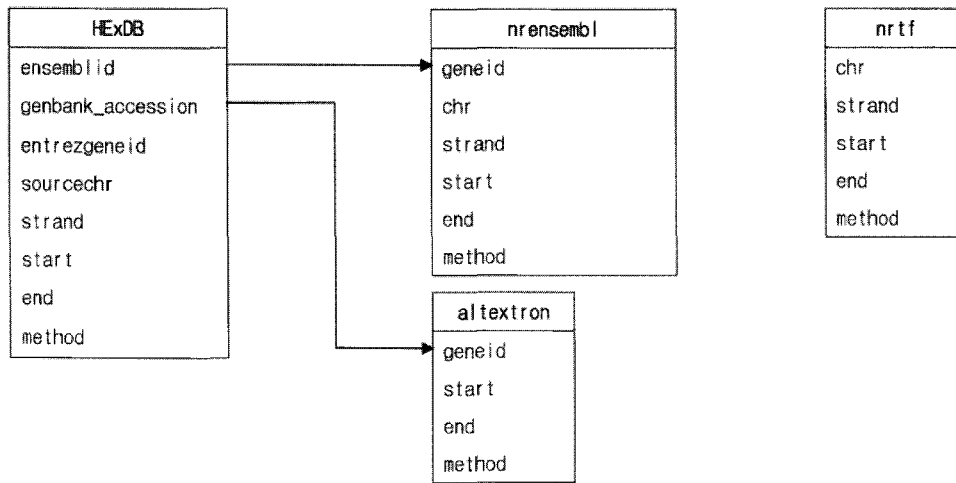 HExDB
ensemblid
genbank_accession
entrezgeneid
sourcechr
strand
start
end
method
nrensembl
geneid
chr
strand
start
end
method
altextron
geneid
start
end
method
nrtf
chr
strand
start
end
method